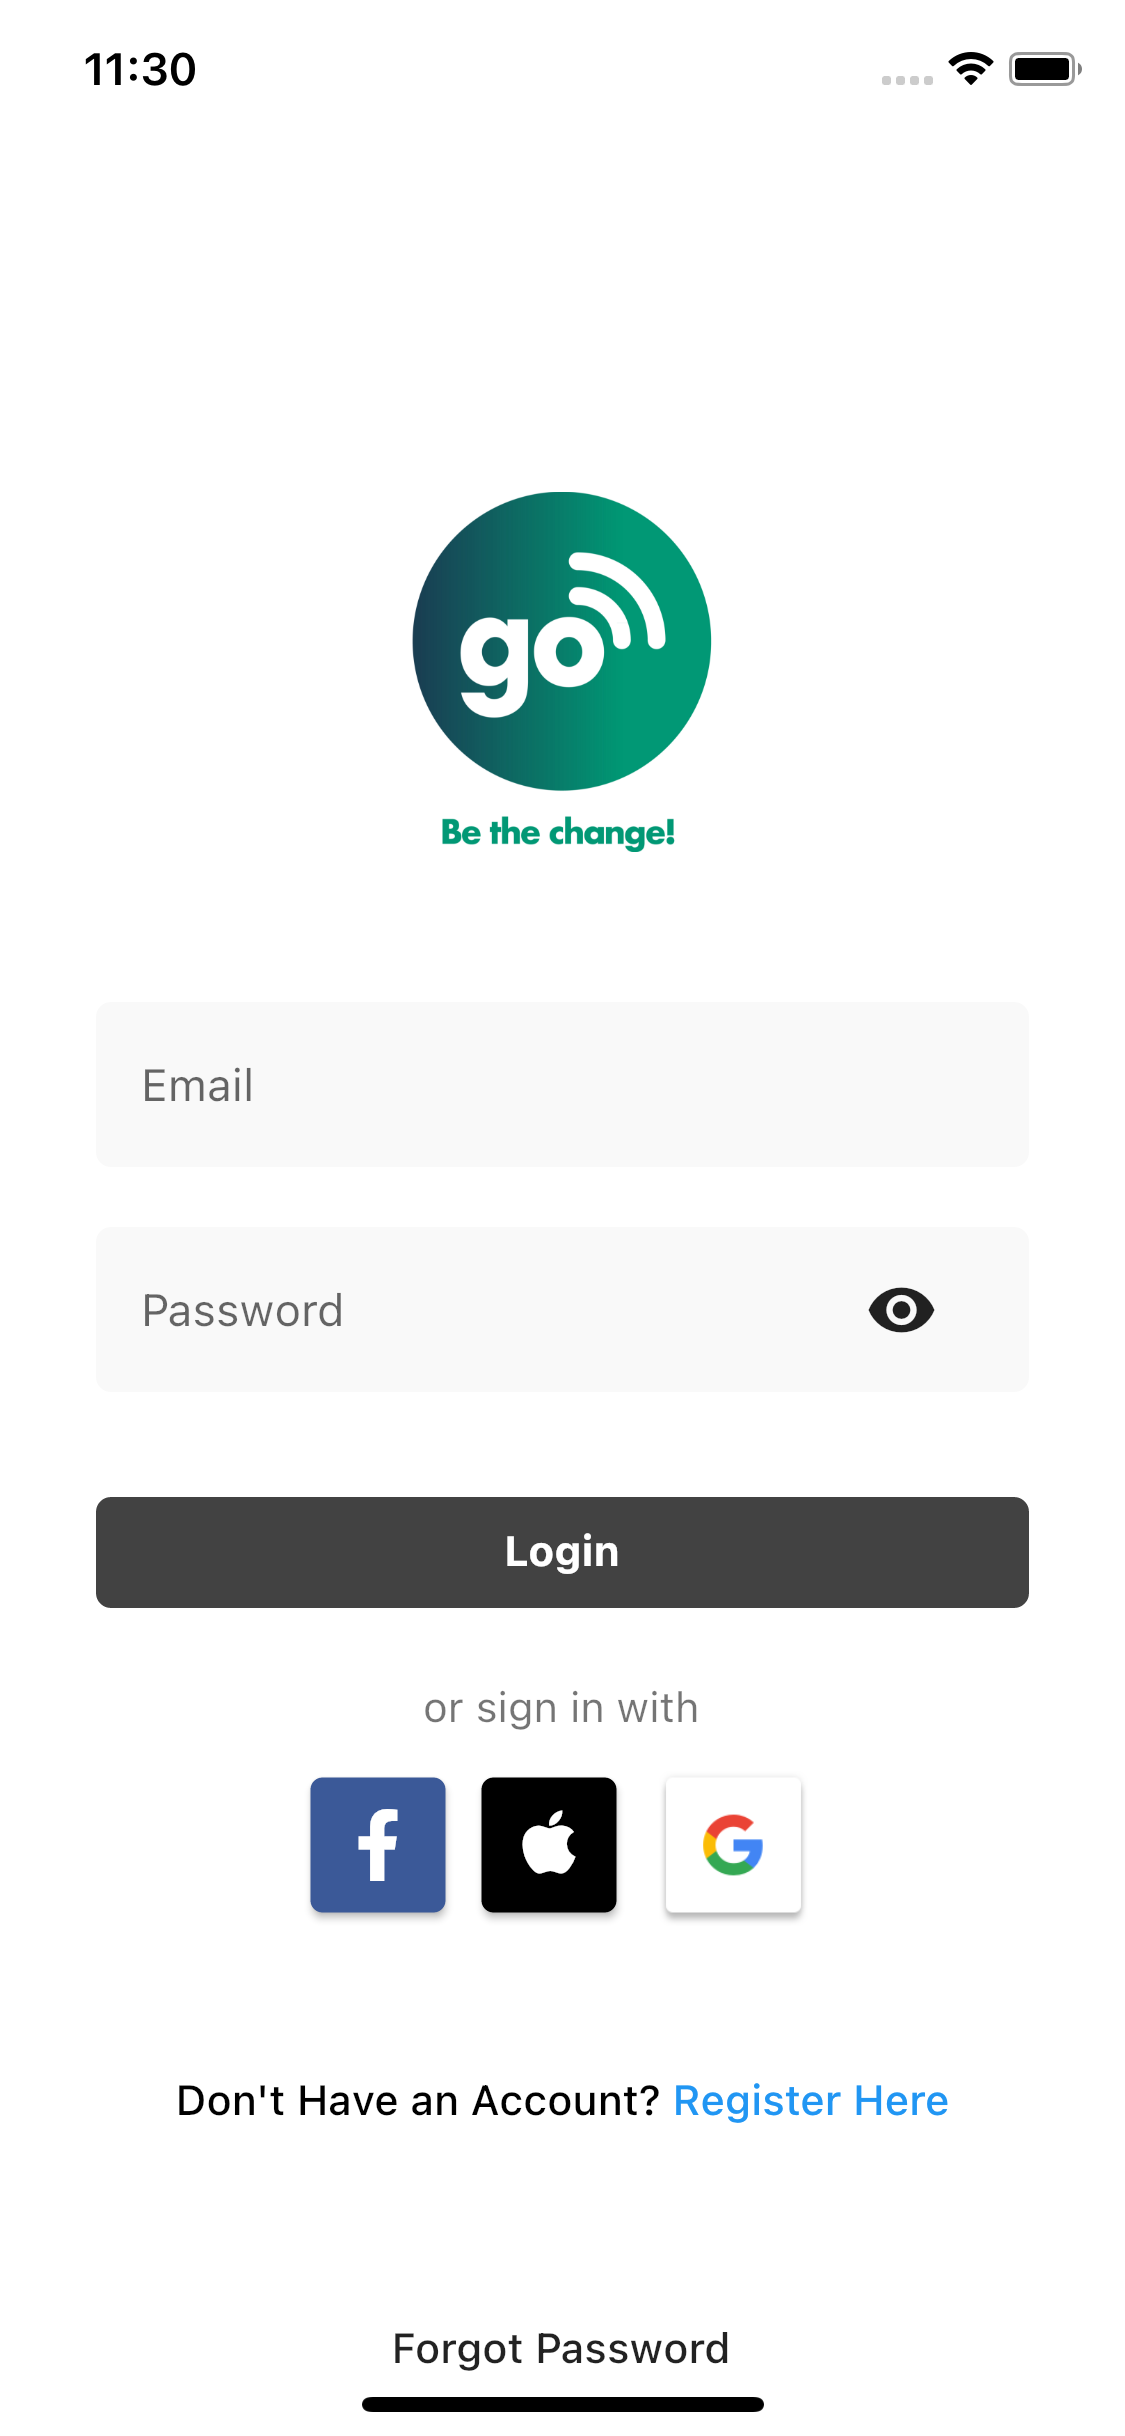 11:30
go
Be the change!
Email
Password
Login
or sign in with
Don't Have an Account? Register Here
Forgot Password